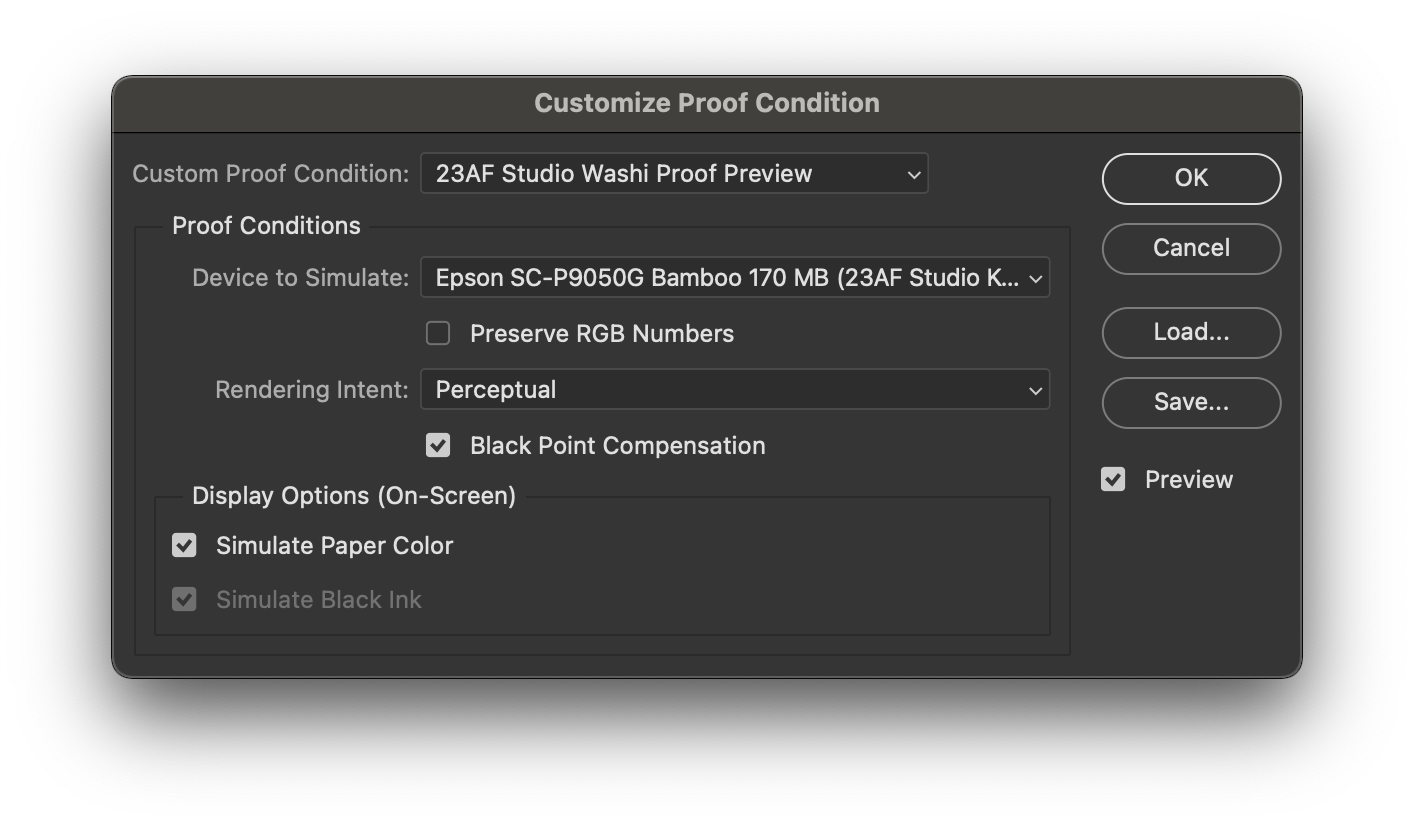 Customize Proof Condition
Custom Proof Condition: 23AF Studio Washi Proof Preview
OK
Proof Conditions
Cancel
Device to Simulate: Epson SC-P9050G Bamboo 170 MB (23AF Studio K...
Preserve RGB Numbers
Load...
Rendering Intent: Perceptual
Save...
Black Point Compensation
Preview
Display Options (On-Screen)
Simulate Paper Color
Simulate Black Ink